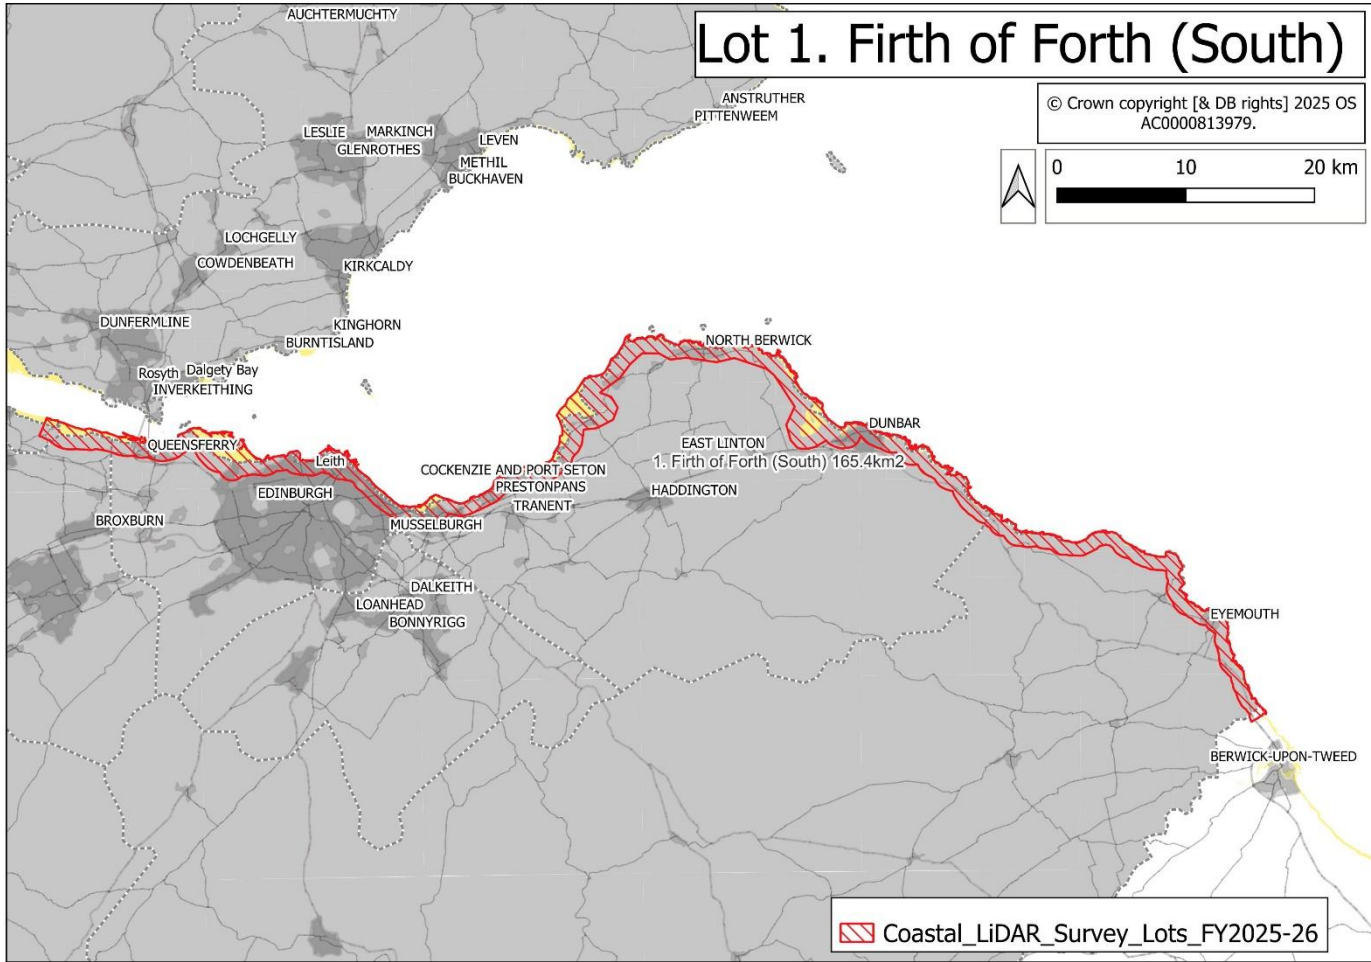 AUCHTERMUCHTY
Lot 1. Firth of Forth (South)
© Crown copyright [& DB rights] 2025 OS
AC0000813979.
0 10 20 km
ANSTRUTHER
PITTENWEEM
LESLIE
MARKINCH
GLENROTHES
LEVEN
METHIL
BUCKHAVEN
LOCHGELLY
COWDENBEATH
KIRKCALDY
DUNFERMLINE
KINGHORN
BURNTISLAND
Rosyth
Dalgety Bay
INVERKEITHING
NORTH BERWICK
QUEENSFERRY
Leith
DUNBAR
EAST LINTON
1. Firth of Forth (South) 165.4km2
COCKENZIE AND PORT SETON
PRESTONPANS
TRANENT
HADDINGTON
EDINBURGH
BROXBURN
MUSSELBURGH
DALKEITH
LOANHEAD
BONNYRIGG
EYEMOUTH
BERWICK-UPON-TWEED
Coastal_LiDAR_Survey_Lots_FY2025-26